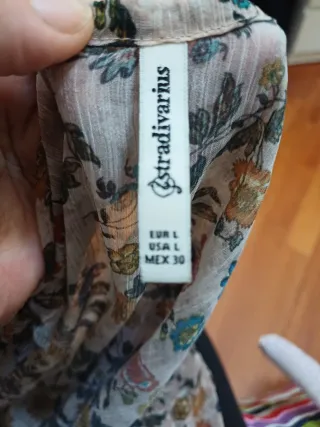 stradivarius
EUR L
USA L
MEX 30